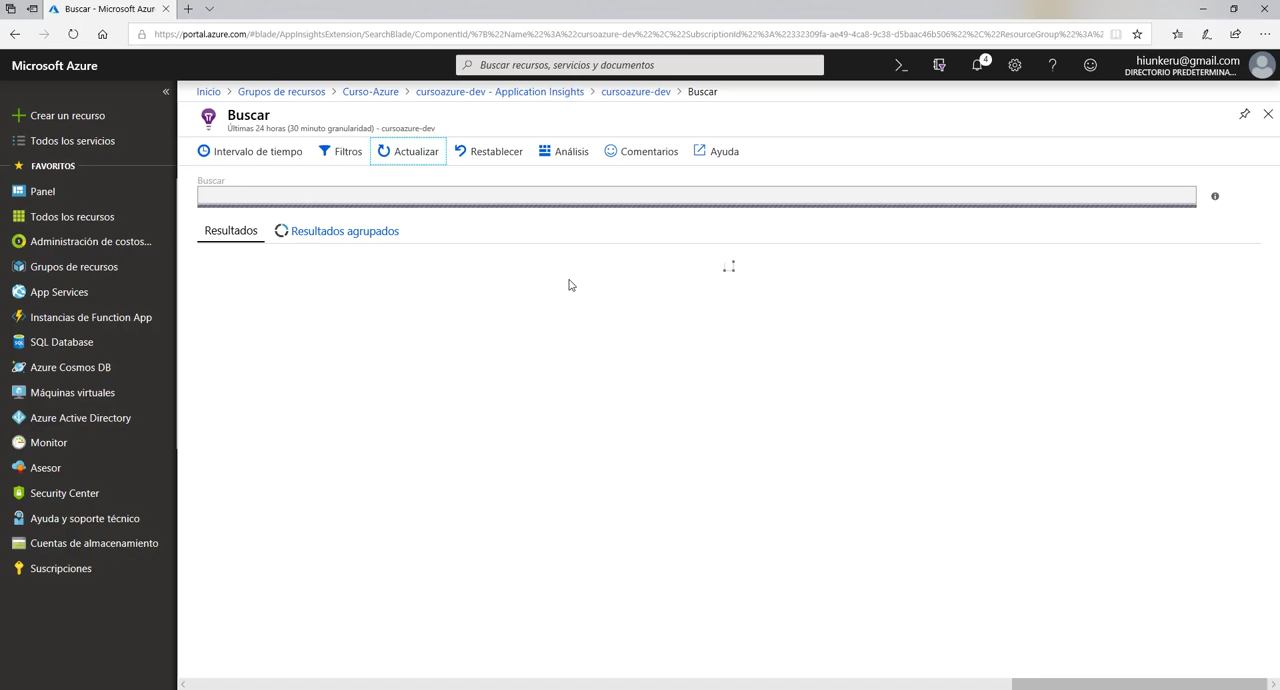 Buscar - Microsoft Azur
https://portal.azure.com/#blade/AppInsightsExtension/SearchBlade/ComponentId/%7B%22Name%22%3A%22cursoazure-dev%22%2C%22SubscriptionId%22%3A%22332309fa-ae49-4ca8-9c38-d5baac46b506%22%2C%22ResourceGroup%22%3A%2
Microsoft Azure
Buscar recursos, servicios y documentos
4
hiunkeru@gmail.com
DIRECTORIO PREDETERMINA...
Inicio > Grupos de recursos > Curso-Azure > cursoazure-dev - Application Insights > cursoazure-dev > Buscar
Buscar
Últimas 24 horas (30 minuto granularidad) - cursoazure-dev
Intervalo de tiempo Filtros Actualizar Restablecer Análisis Comentarios Ayuda
Buscar
Resultados Resultados agrupados
Crear un recurso
Todos los servicios
FAVORITOS
Panel
Todos los recursos
Administración de costos...
Grupos de recursos
App Services
Instancias de Function App
SQL Database
Azure Cosmos DB
Máquinas virtuales
Azure Active Directory
Monitor
Asesor
Security Center
Ayuda y soporte técnico
Cuentas de almacenamiento
Suscripciones